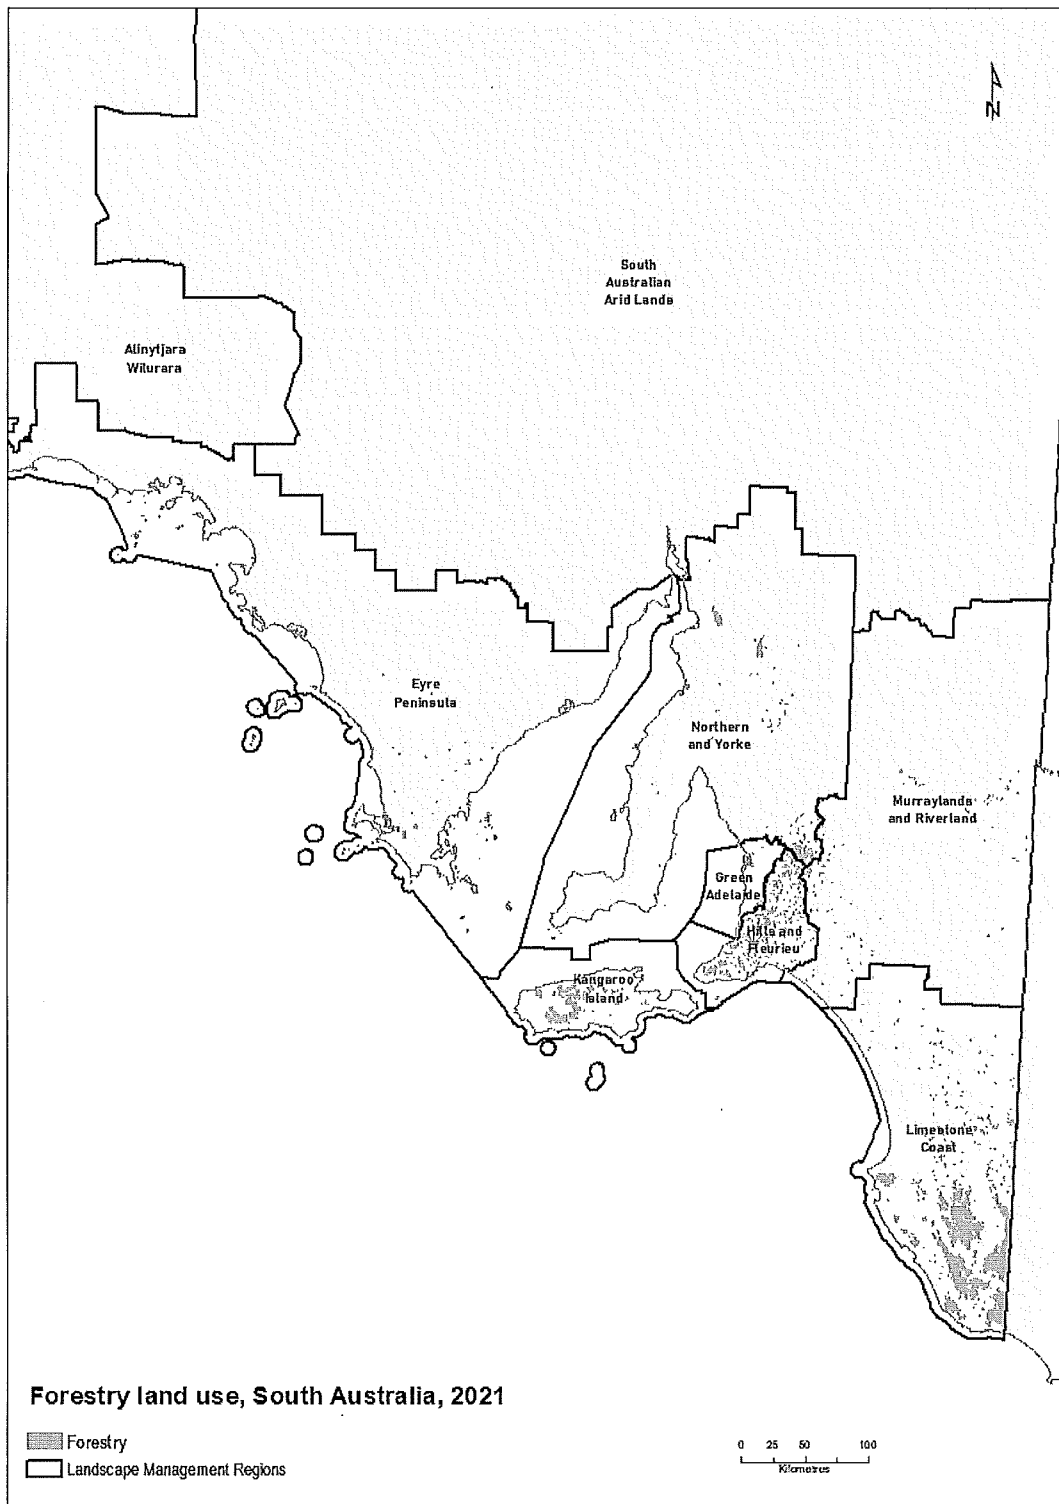 N
South
Australian
Arid Lands
Alinytjara
Wilurara
Eyre
Peninsula
Northern
and Yorke
Murraylands
and Riverland
Green
Adelaide
Hills and
Fleurieu
Kangaroo
Island
Limestone
Coast
Forestry land use, South Australia, 2021
Forestry
Landscape Management Regions
0 25 50 100
Kilometres